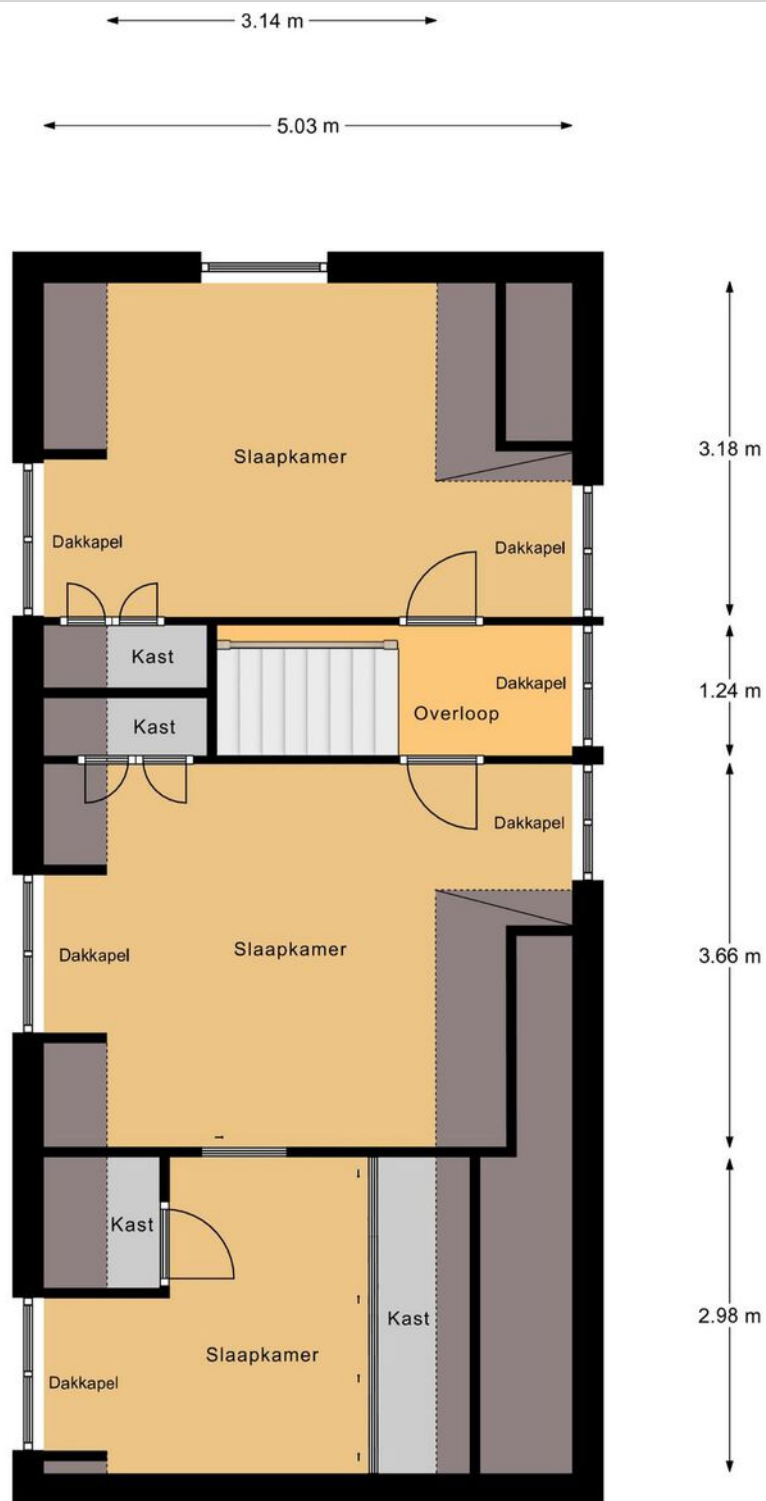 3.14 m
5.03 m
Slaapkamer
3.18 m
Dakkapel
Dakkapel
Kast
Dakkapel
1.24 m
Overloop
Kast
Dakkapel
Slaapkamer
Dakkapel
3.66 m
Kast
Kast
2.98 m
Slaapkamer
Dakkapel